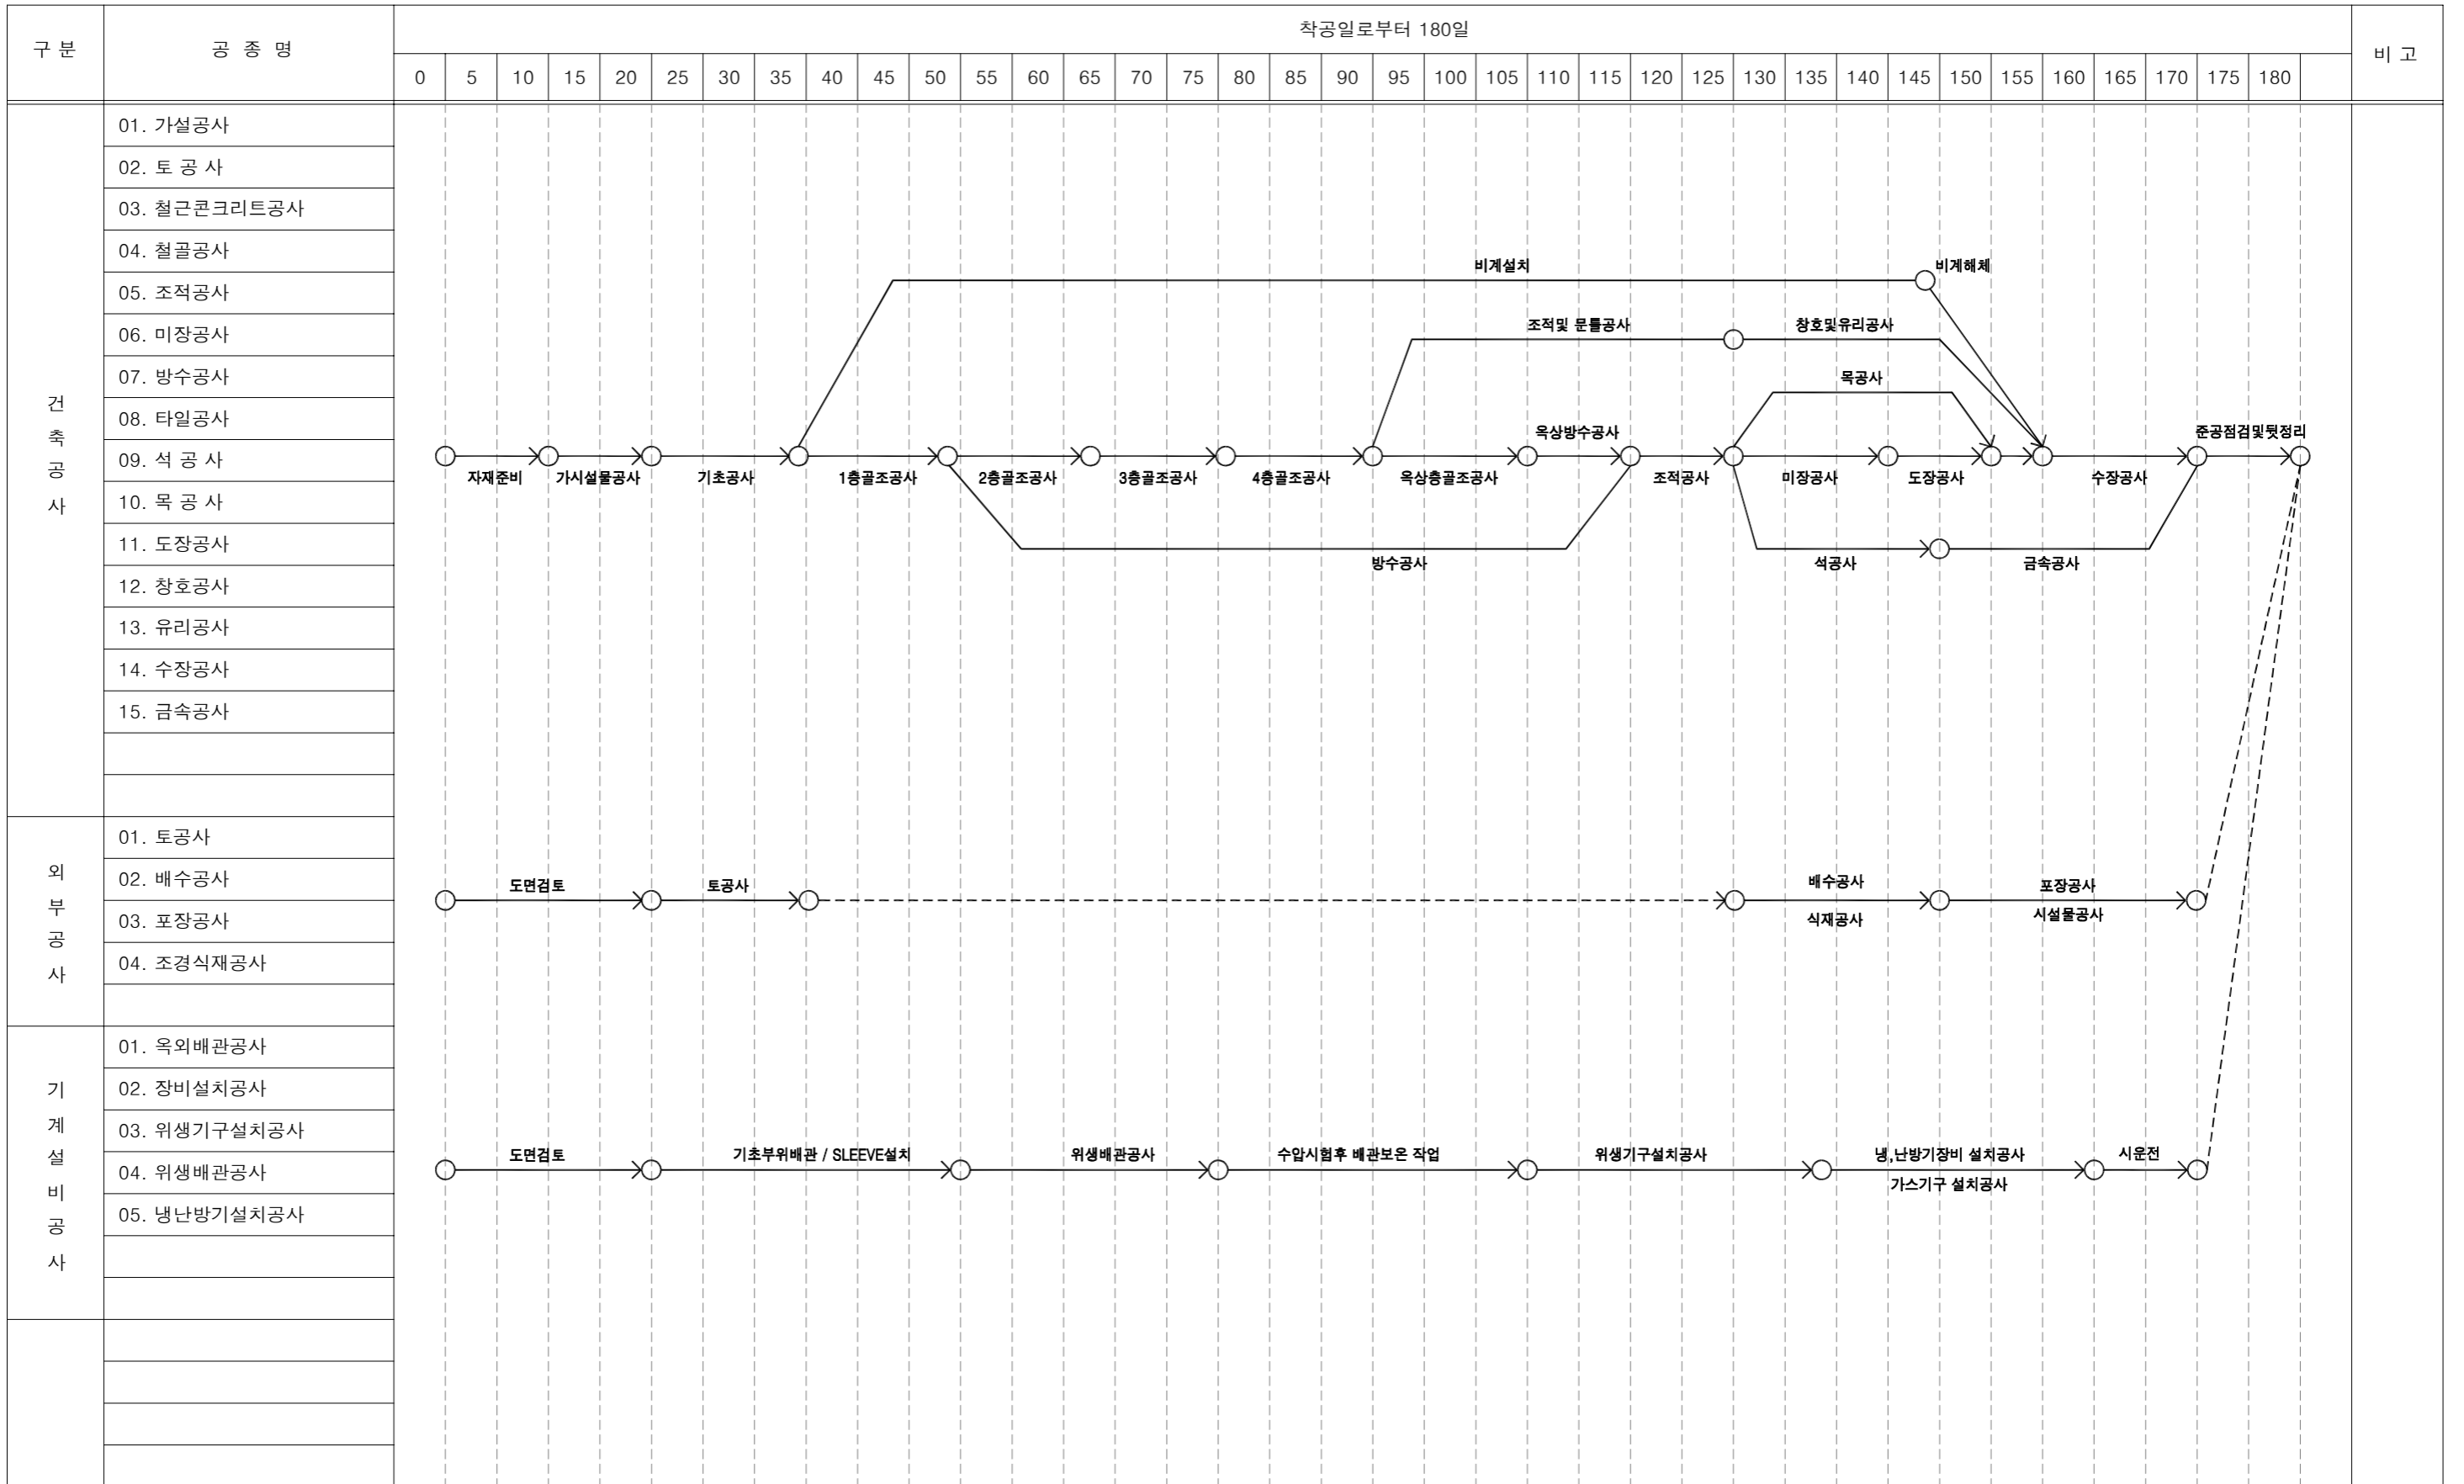 착공일로부터 180일
구 분
공 종 명
비 고
0 5 10 15 20 25 30 35 40 45 50 55 60 65 70 75 80 85 90 95 100 105 110 115 120 125 130 135 140 145 150 155 160 165 170 175 180
건축공사
01. 가설공사
02. 토 공 사
03. 철근콘크리트공사
04. 철골공사
05. 조적공사
06. 미장공사
07. 방수공사
08. 타일공사
09. 석 공 사
10. 목 공 사
11. 도장공사
12. 창호공사
13. 유리공사
14. 수장공사
15. 금속공사
비계설치 비계해체
조적및 문틀공사 창호및유리공사
목공사
옥상방수공사 준공점검및뒷정리
자재준비 가시설물공사 기초공사 1층골조공사 2층골조공사 3층골조공사 4층골조공사 옥상층골조공사 조적공사 미장공사 도장공사 수장공사
방수공사 석공사 금속공사
외부공사
01. 토공사
02. 배수공사
03. 포장공사
04. 조경식재공사
도면검토 토공사 배수공사 포장공사
식재공사 시설물공사
기계설비공사
01. 옥외배관공사
02. 장비설치공사
03. 위생기구설치공사
04. 위생배관공사
05. 냉난방기설치공사
도면검토 기초부위배관 / SLEEVE설치 위생배관공사 수압시험후 배관보온 작업 위생기구설치공사 냉,난방기장비 설치공사 시운전
가스기구 설치공사